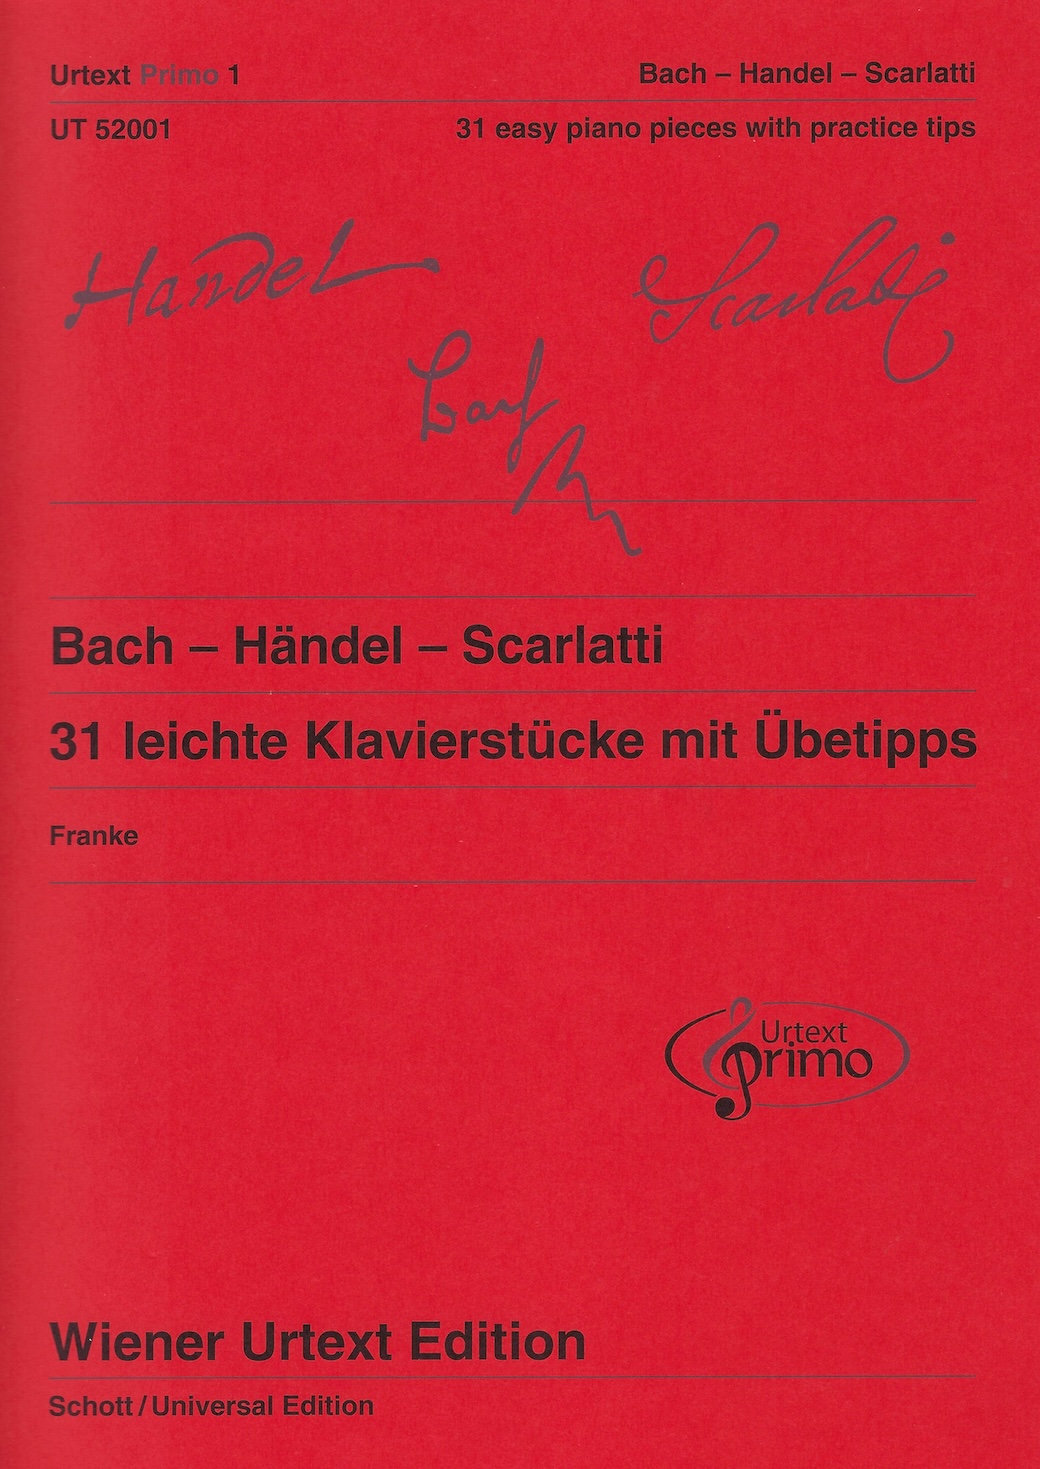 Urtext Primo 1
Bach – Handel – Scarlatti
UT 52001
31 easy piano pieces with practice tips
Handel
Scarlatti
Bach
Bach – Händel – Scarlatti
31 leichte Klavierstücke mit Übetipps
Franke
Urtext
Primo
Wiener Urtext Edition
Schott / Universal Edition